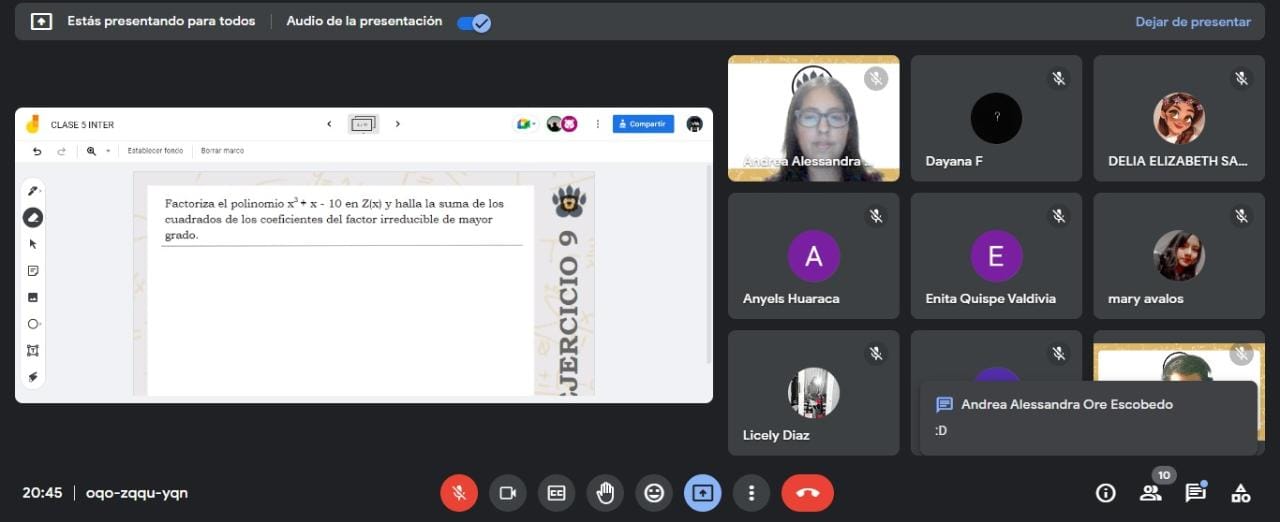 Estás presentando para todos
Audio de la presentación
Dejar de presentar
CLASE 5 INTER
Compartir
Establecer fondo
Borrar marco
Factoriza el polinomio x³ + x - 10 en Z(x) y halla la suma de los
cuadrados de los coeficientes del factor irreducible de mayor
grado.
EJERCICIO 9
Andrea Alessandra ...
?
Dayana F
DELIA ELIZABETH SA...
A
Anyels Huaraca
E
Enita Quispe Valdivia
mary avalos
Licely Diaz
Andrea Alessandra Ore Escobedo
:D
20:45 | oqo-zqqu-yqn
CC
10